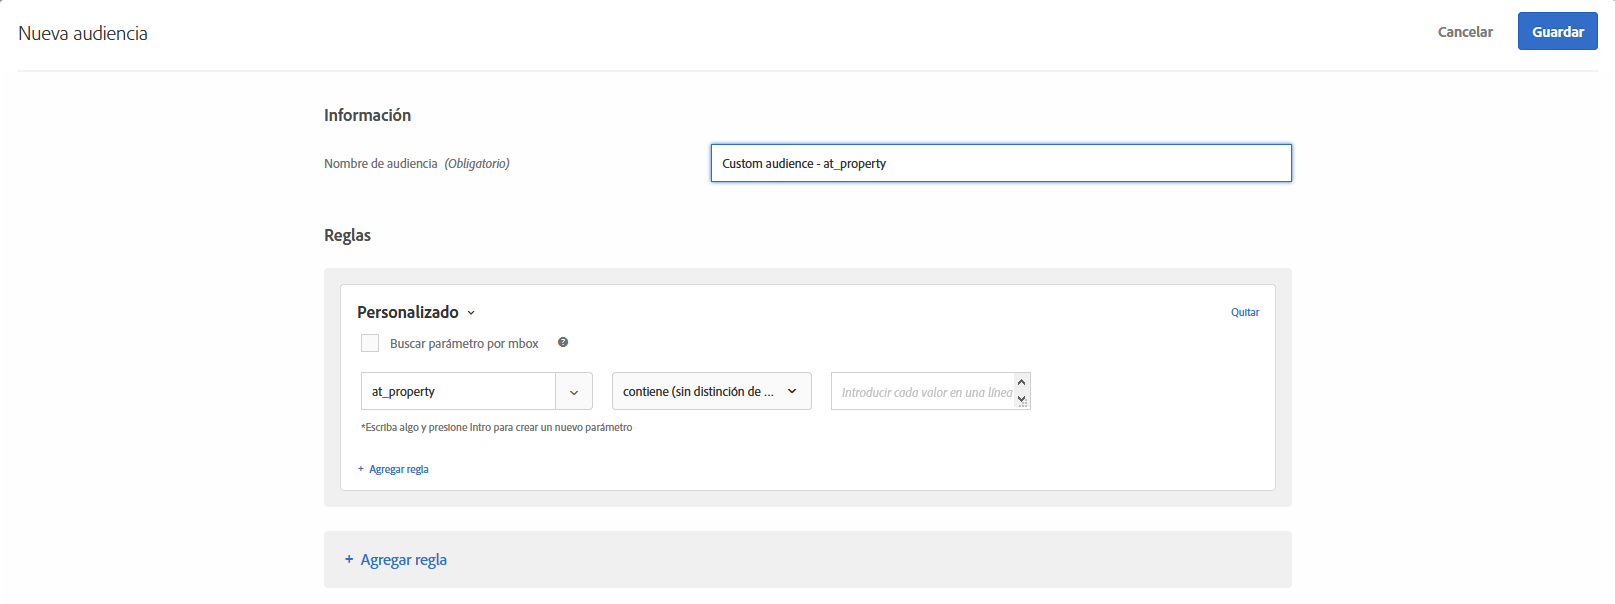 Nueva audiencia
Cancelar
Guardar
Información
Nombre de audiencia (Obligatorio)
Custom audience - at_property
Reglas
Personalizado
Quitar
Buscar parámetro por mbox
?
at_property
contiene (sin distinción de ...
Introducir cada valor en una línea
*Escriba algo y presione Intro para crear un nuevo parámetro
+ Agregar regla
+ Agregar regla